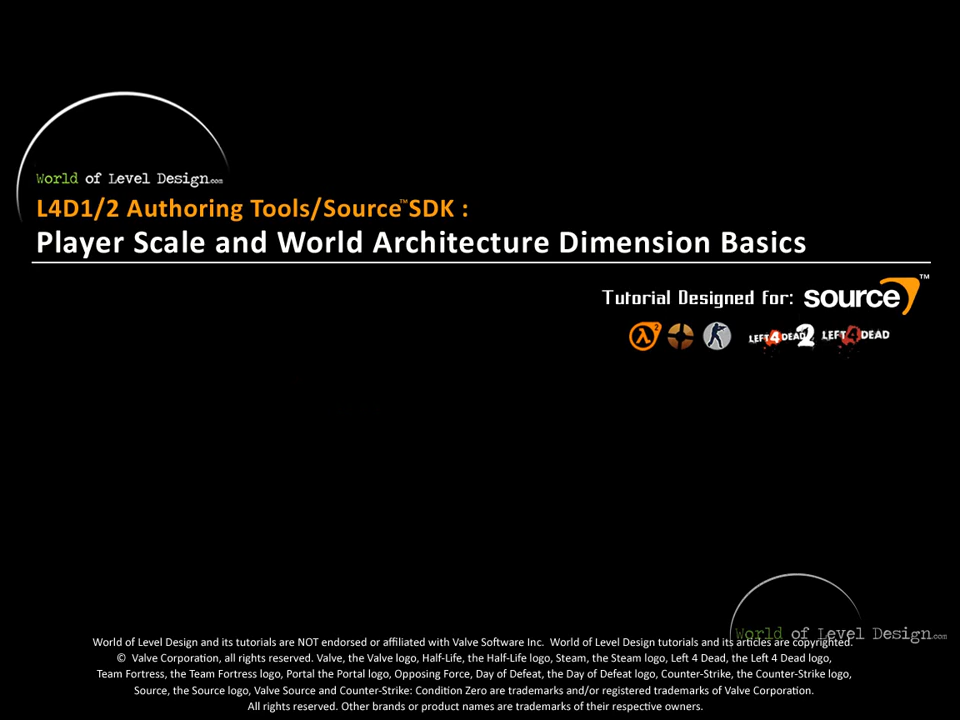 World of Level Design.com
L4D1/2 Authoring Tools/Source™ SDK :
Player Scale and World Architecture Dimension Basics
Tutorial Designed for: source™
2
LEFT 4 DEAD 2 LEFT 4 DEAD
World of Level Design.com
World of Level Design and its tutorials are NOT endorsed or affiliated with Valve Software Inc. World of Level Design tutorials and its articles are copyrighted.
© Valve Corporation, all rights reserved. Valve, the Valve logo, Half-Life, the Half-Life logo, Steam, the Steam logo, Left 4 Dead, the Left 4 Dead logo,
Team Fortress, the Team Fortress logo, Portal the Portal logo, Opposing Force, Day of Defeat, the Day of Defeat logo, Counter-Strike, the Counter-Strike logo,
Source, the Source logo, Valve Source and Counter-Strike: Condition Zero are trademarks and/or registered trademarks of Valve Corporation.
All rights reserved. Other brands or product names are trademarks of their respective owners.